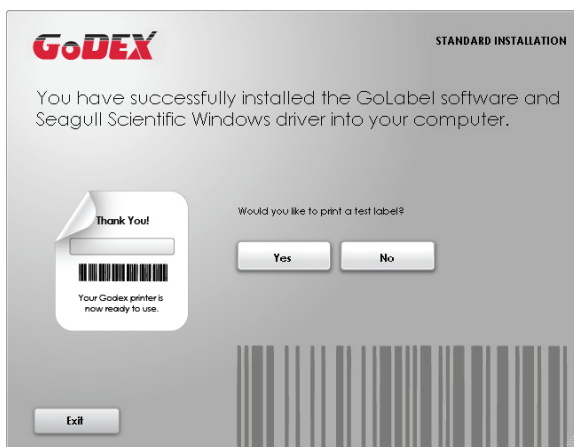 GoDEX
STANDARD INSTALLATION
You have successfully installed the GoLabel software and
Seagull Scientific Windows driver into your computer.
Thank You!
Your Godex printer is
now ready to use.
Would you like to print a test label?
Yes
No
Exit